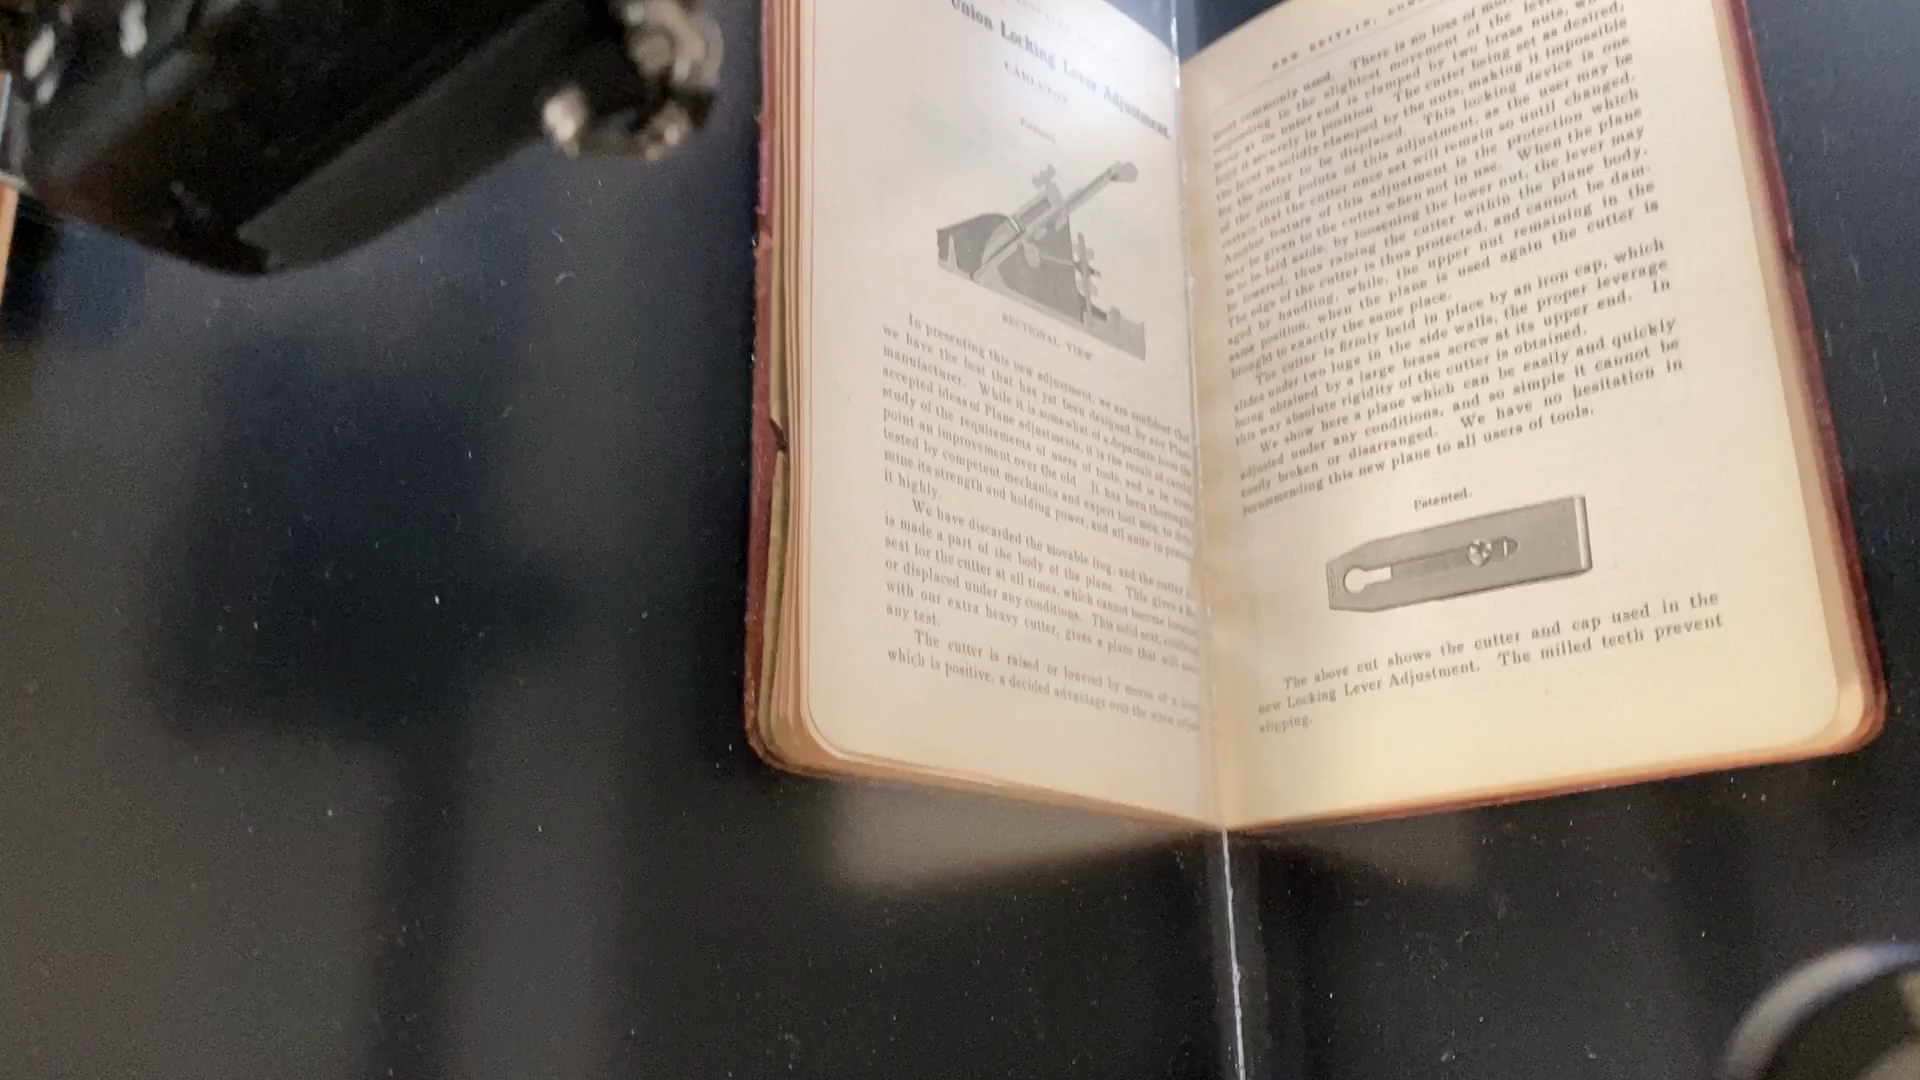 Union Locking Lever Adjustment.
SECTIONAL VIEW
In presenting this new adjustment, we are confident that
we have the best that has yet been designed by any Plane
manufacturer. While it is somewhat of a departure from the
accepted ideas of Plane adjustments, it is the result of careful
study of the requirements of users of tools, and is in every
point an improvement over the old. It has been thoroughly
tested by competent mechanics and expert tool men, to
mine its strength and holding power, and all unite in
it highly.
We have discarded the movable frog, and the cutter
is made a part of the body of the plane. This gives a
seat for the cutter at all times, which cannot become
or displaced under any conditions. This solid seat,
with our extra heavy cutter, gives a plane that will
any test.
The cutter is raised or lowered by means of a
which is positive, a decided advantage over the screw
NEW BRITAIN,
most commonly used. There is no loss of
to the slightest movement of the
at its outer end is clamped by two brass nuts,
hold it securely in position. The cutter being set as desired,
the lever is solidly clamped by the nuts, making it impossible
for the cutter to be displaced. This locking device is one
of the strong points of this adjustment, as the user may be
certain that the cutter once set will remain so until changed.
Another feature of this adjustment is the protection which
may be given to the cutter when not in use. When the plane
is to be laid aside, by loosening the lower nut, the lever may
be lowered, thus raising the cutter within the plane body.
The edge of the cutter is thus protected, and cannot be dam-
aged by handling, while, the upper nut remaining in the
same position, when the plane is used again the cutter is
brought to exactly the same place.
The cutter is firmly held in place by an iron cap, which
slides under two lugs in the side walls, the proper leverage
being obtained by a large brass screw at its upper end. In
this way absolute rigidity of the cutter is obtained.
We show here a plane which can be easily and quickly
adjusted under any conditions, and so simple it cannot be
easily broken or disarranged. We have no hesitation in
recommending this new plane to all users of tools.
Patented.
The above cut shows the cutter and cap used in the
new Locking Lever Adjustment. The milled teeth prevent
slipping.